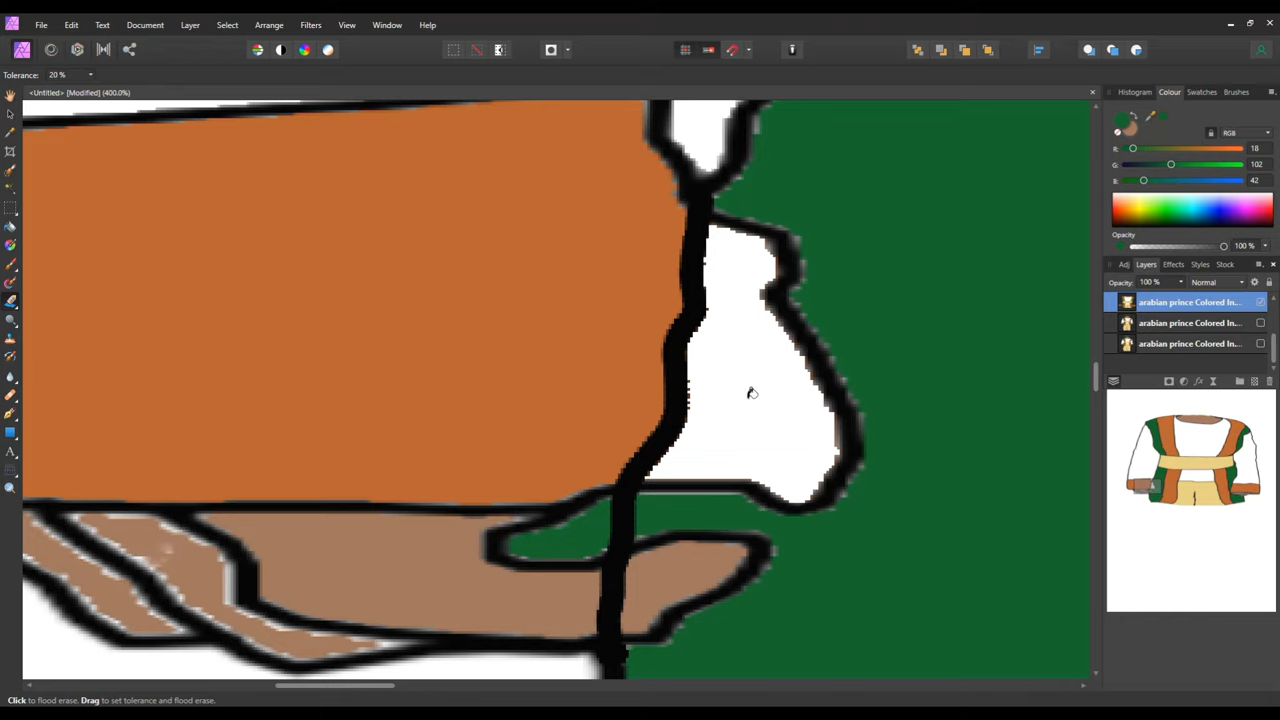 File Edit Text Document Layer Select Arrange Filters View Window Help
Tolerance: 20 %
<Untitled> [Modified] (400.0%)
Histogram Colour Swatches Brushes
RGB
R: 18
G: 102
B: 42
Opacity
100 %
Adj Layers Effects Styles Stock
Opacity: 100 % Normal
arabian prince Colored In...
arabian prince Colored In...
arabian prince Colored In...
Click to flood erase. Drag to set tolerance and flood erase.